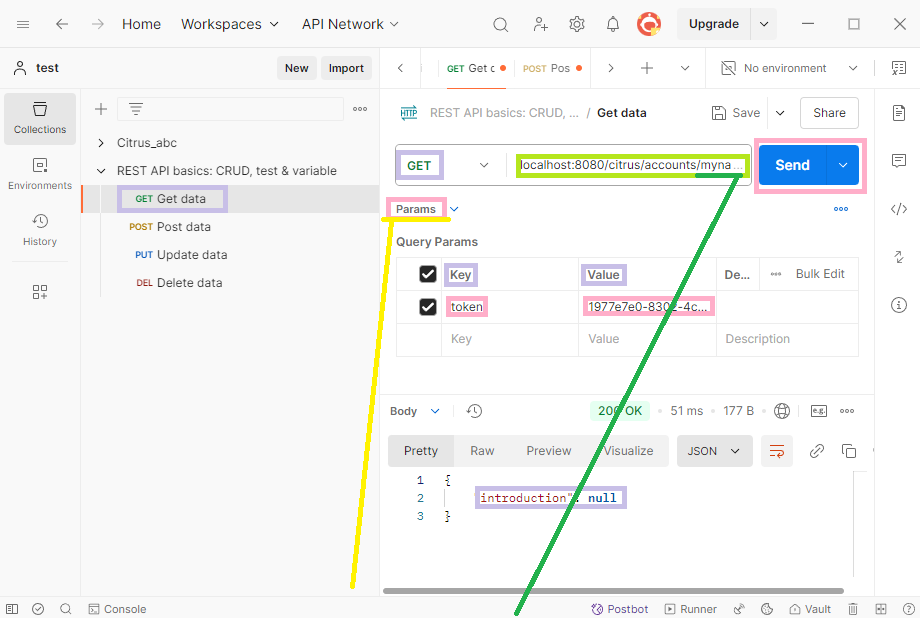 Home Workspaces API Network Upgrade
test New Import GET Get c POST Pos No environment
Collections
Environments
History
Citrus_abc
REST API basics: CRUD, test & variable
GET Get data
POST Post data
PUT Update data
DEL Delete data
HTTP REST API basics: CRUD, ... / Get data Save Share
GET localhost:8080/citrus/accounts/myna... Send
Params
Query Params
Key Value De... Bulk Edit
token 1977e7e0-8302-4c...
Key Value Description
Body 200 OK 51 ms 177 B e.g.
Pretty Raw Preview Visualize JSON
1 {
2 "introduction": null
3 }
Console Postbot Runner Vault